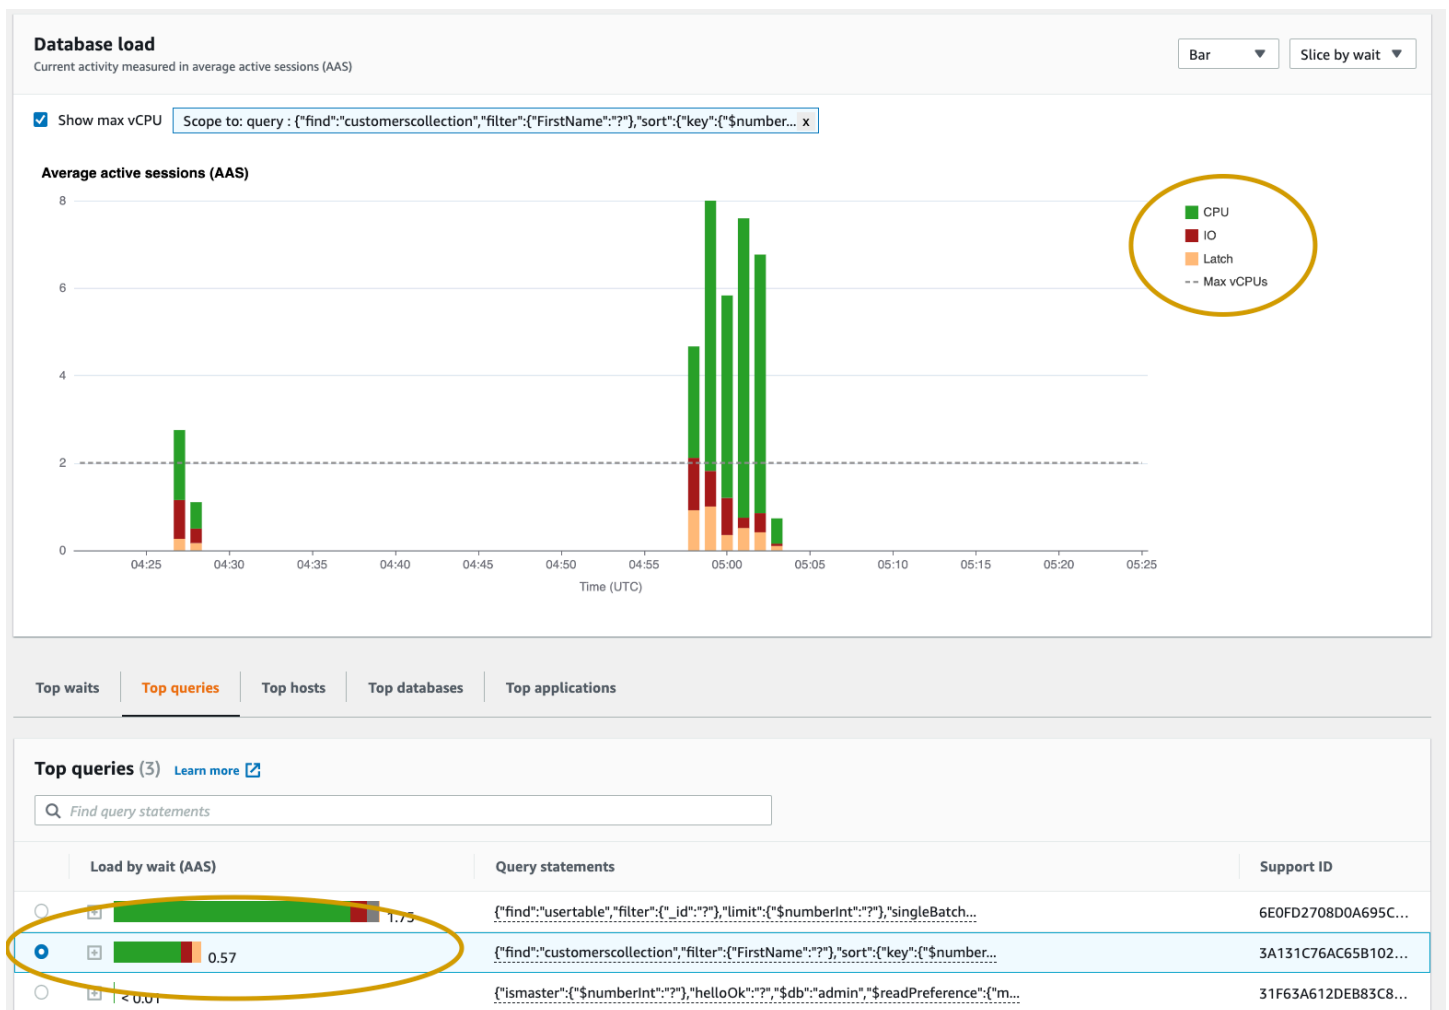 Database load
Current activity measured in average active sessions (AAS)
Bar
Slice by wait
Show max vCPU
Scope to: query : {"find":"customerscollection","filter":{"FirstName":"?"},"sort":{"key":{"$number... x
Average active sessions (AAS)
8
6
4
2
0
CPU
IO
Latch
Max vCPUs
04:25 04:30 04:35 04:40 04:45 04:50 04:55 05:00 05:05 05:10 05:15 05:20 05:25
Time (UTC)
Top waits Top queries Top hosts Top databases Top applications
Top queries (3) Learn more
Find query statements
Load by wait (AAS) Query statements Support ID
1.75 {"find":"usertable","filter":{"_id":"?"},"limit":{"$numberInt":"?"},"singleBatch... 6E0FD2708D0A695C...
0.57 {"find":"customerscollection","filter":{"FirstName":"?"},"sort":{"key":{"$number... 3A131C76AC65B102...
< 0.01 {"ismaster":{"$numberInt":"?"},"helloOk":"?","$db":"admin","$readPreference":{"m... 31F63A612DEB83C8...